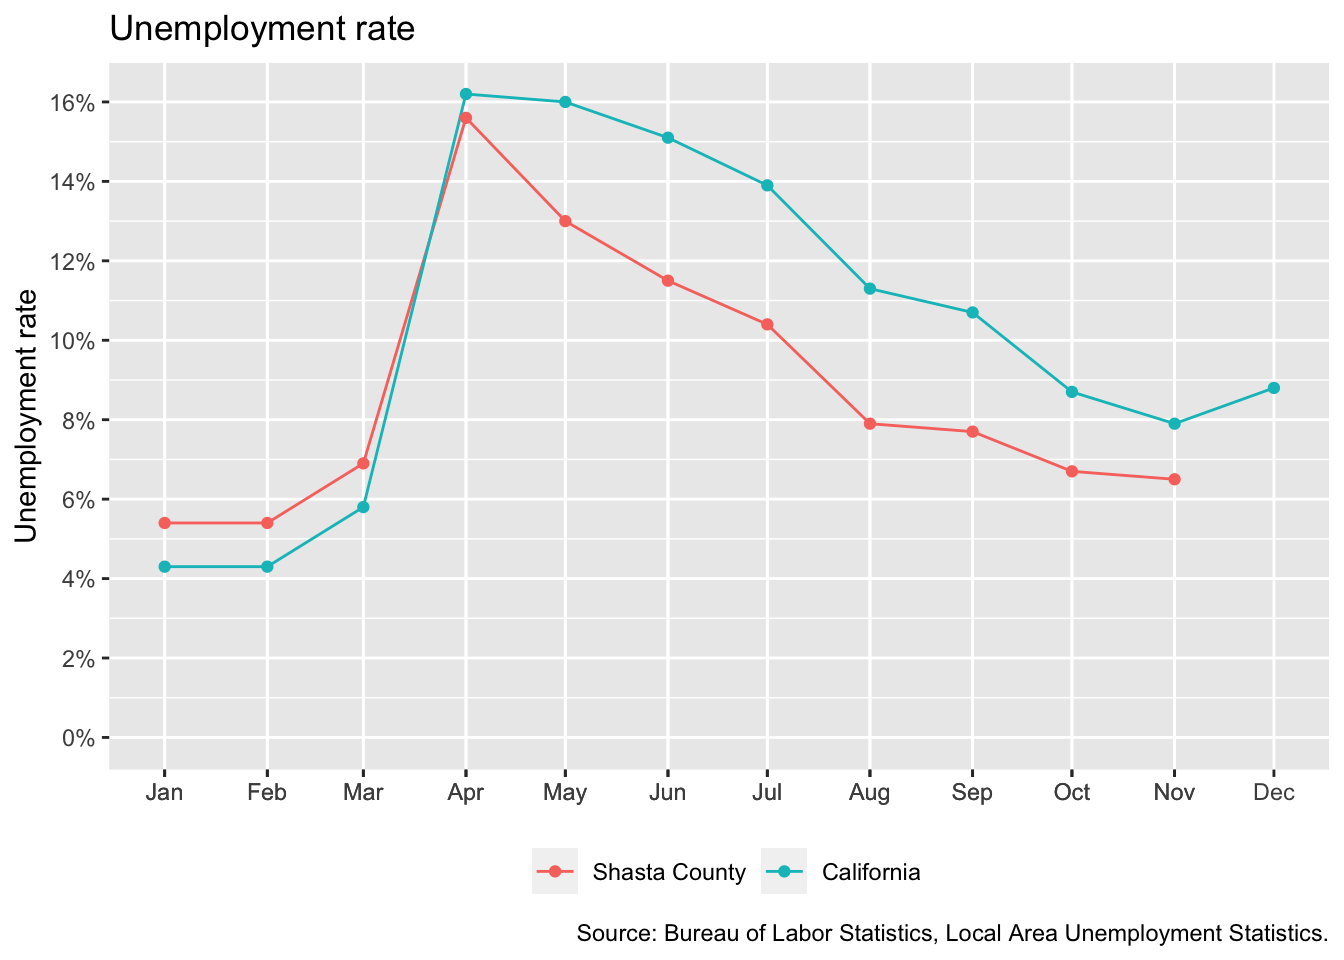 Unemployment rate
Unemployment rate
16%
14%
12%
10%
8%
6%
4%
2%
0%
Jan Feb Mar Apr May Jun Jul Aug Sep Oct Nov Dec
Shasta County California
Source: Bureau of Labor Statistics, Local Area Unemployment Statistics.